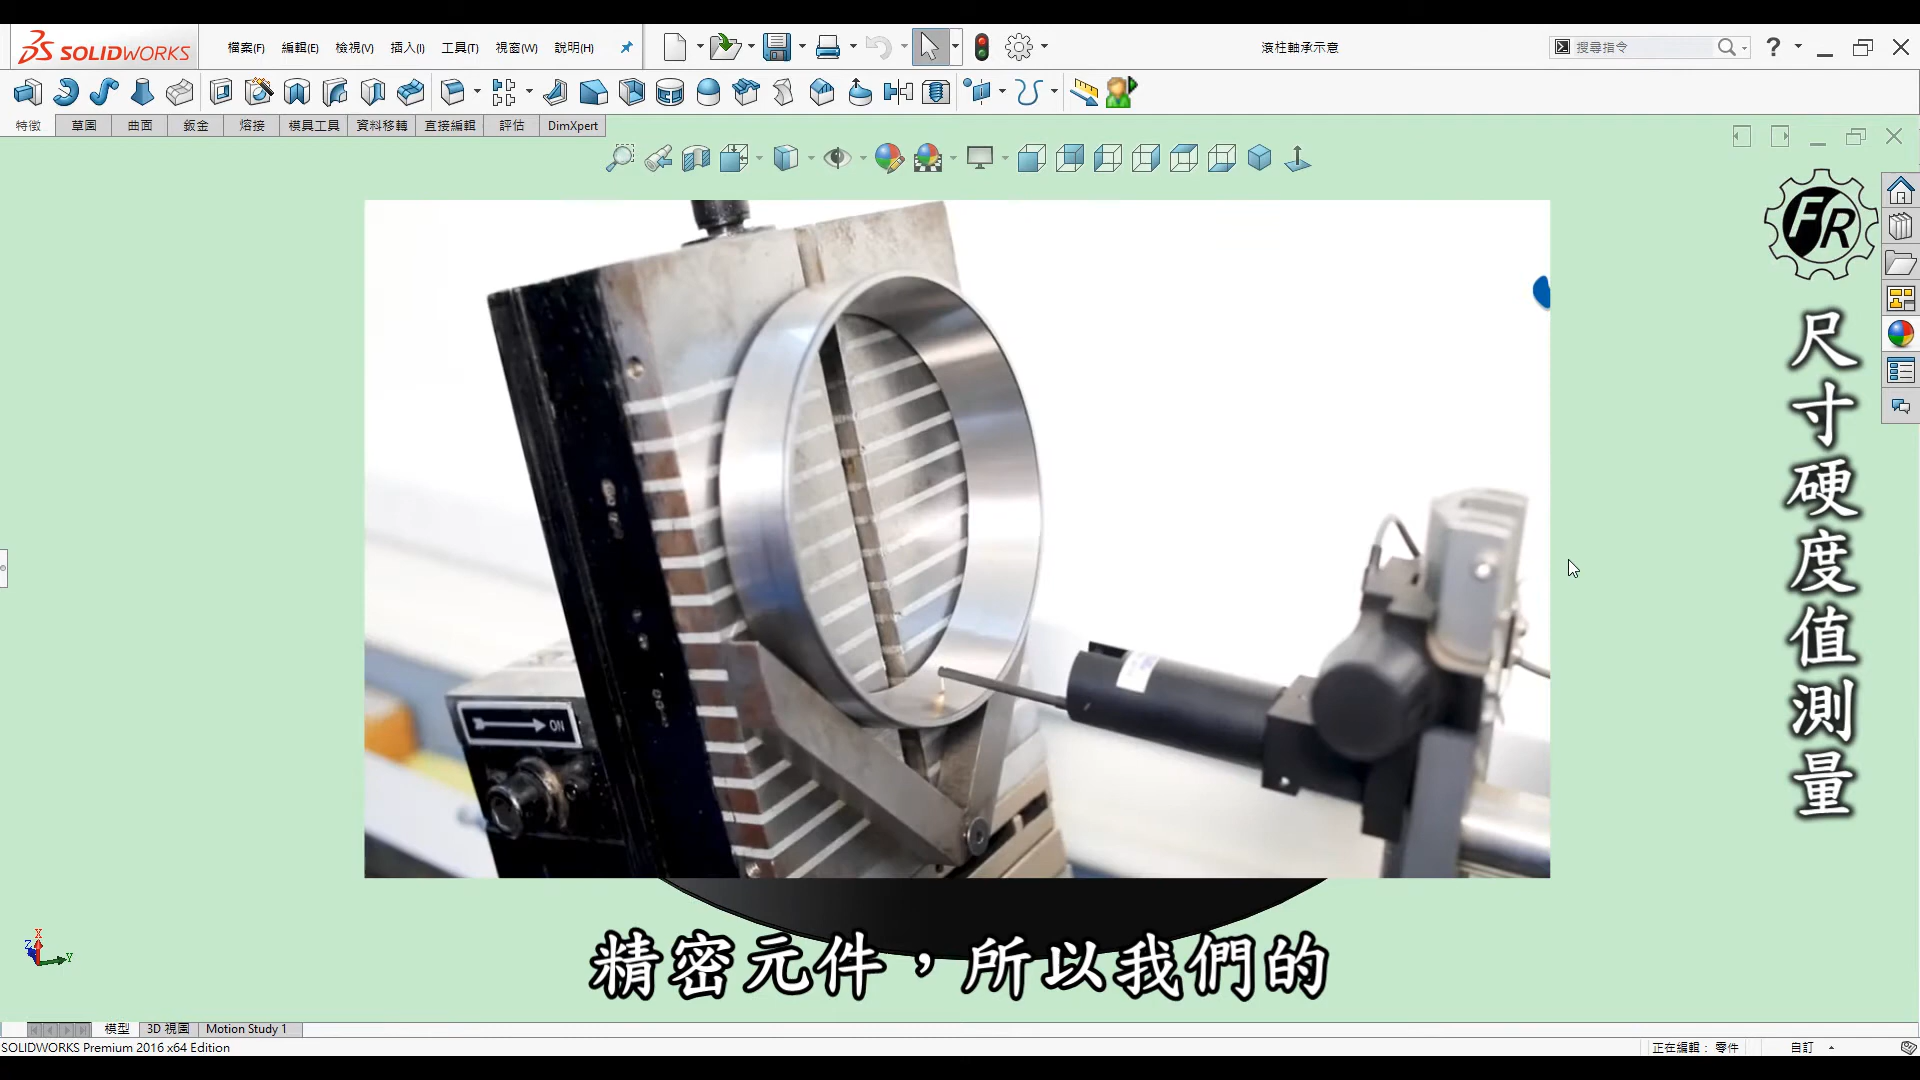 SOLIDWORKS
檔案(F) 編輯(E) 檢視(V) 插入(I) 工具(T) 視窗(W) 說明(H)
滾柱軸承示意
搜尋指令
?
特徵 草圖 曲面 鈑金 熔接 模具工具 資料移轉 直接編輯 評估 DimXpert
FR
尺寸硬度值測量
ON
精密元件，所以我們的
X
Z
Y
模型 3D 視圖 Motion Study 1
SOLIDWORKS Premium 2016 x64 Edition
正在編輯： 零件
自訂